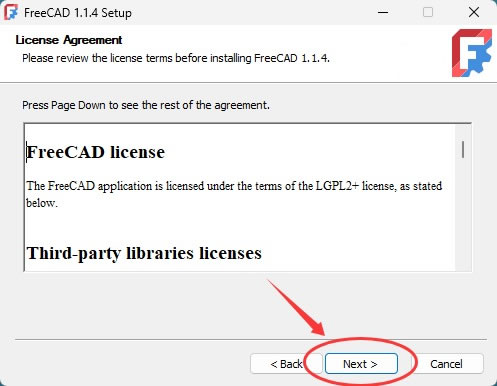 FreeCAD 1.1.4 Setup
License Agreement
Please review the license terms before installing FreeCAD 1.1.4.
Press Page Down to see the rest of the agreement.
FreeCAD license
The FreeCAD application is licensed under the terms of the LGPL2+ license, as stated
below.
Third-party libraries licenses
< Back
Next >
Cancel